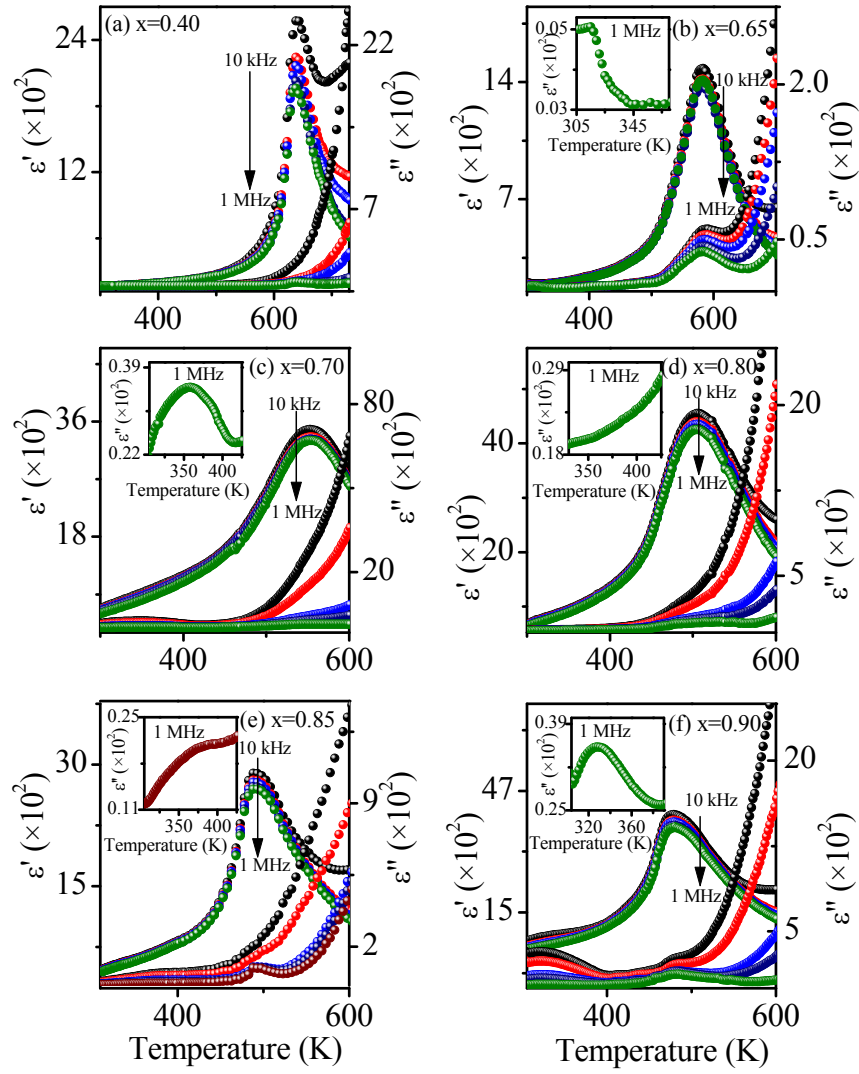 (a) x=0.40
24
12
ε' (×10²)
10 kHz
1 MHz
22
7
ε'' (×10²)
400
600
(b) x=0.65
14
7
ε' (×10²)
0.05
0.03
ε'' (×10²)
1 MHz
305
345
Temperature (K)
10 kHz
1 MHz
2.0
0.5
ε'' (×10²)
400
500
600
700
(c) x=0.70
36
18
ε' (×10²)
0.39
0.22
ε'' (×10²)
1 MHz
350
400
Temperature (K)
10 kHz
1 MHz
80
20
ε'' (×10²)
400
500
600
(d) x=0.80
40
20
ε' (×10²)
0.29
0.18
ε'' (×10²)
1 MHz
350
400
Temperature (K)
10 kHz
1 MHz
20
5
ε'' (×10²)
400
600
(e) x=0.85
30
15
ε' (×10²)
0.25
0.11
ε'' (×10²)
1 MHz
350
400
Temperature (K)
10 kHz
1 MHz
9
2
ε'' (×10²)
400
500
600
Temperature (K)
(f) x=0.90
47
15
ε' (×10²)
0.39
0.25
ε'' (×10²)
1 MHz
320
360
Temperature (K)
10 kHz
1 MHz
20
5
ε'' (×10²)
400
600
Temperature (K)